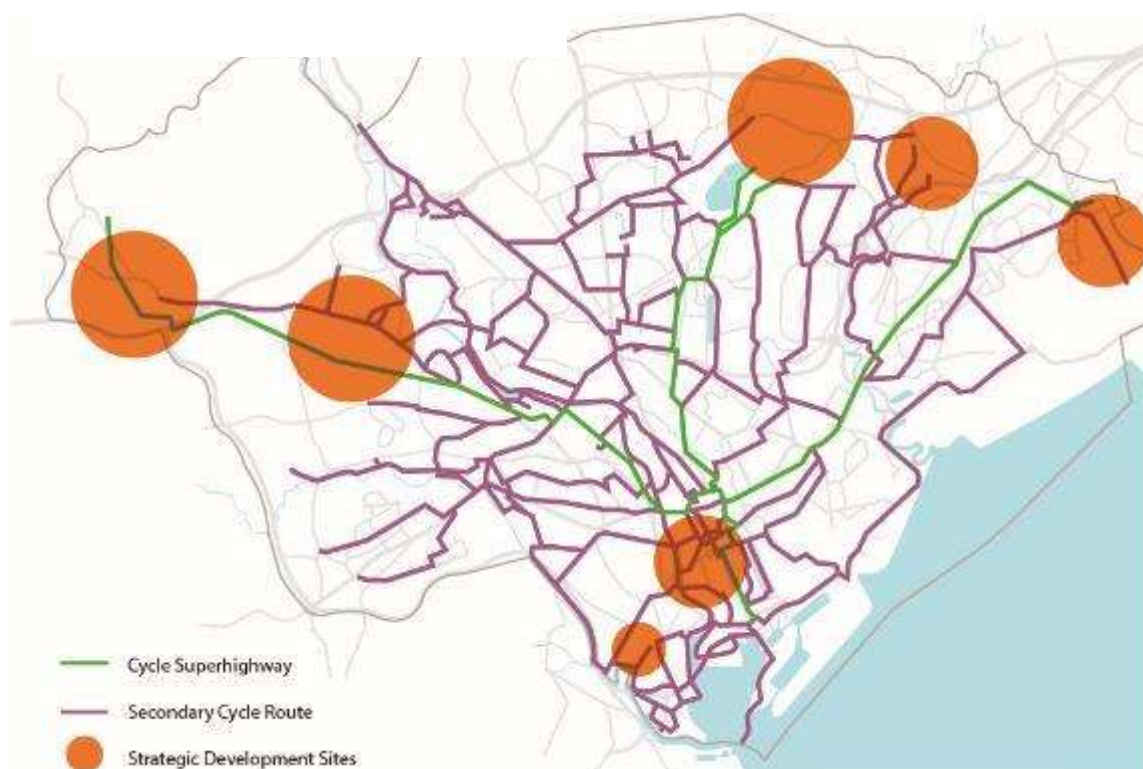 Cycle Superhighway
Secondary Cycle Route
Strategic Development Sites